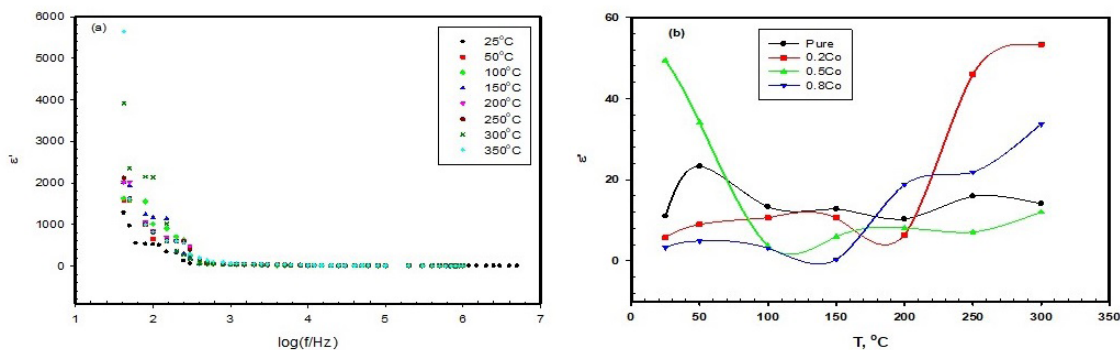 (a)
6000
5000
4000
3000
2000
1000
0
ε'
1 2 3 4 5 6 7
log(f/Hz)
25°C
50°C
100°C
150°C
200°C
250°C
300°C
350°C
(b)
60
40
20
0
ε'
0 50 100 150 200 250 300 350
T, °C
Pure
0.2Co
0.5Co
0.8Co